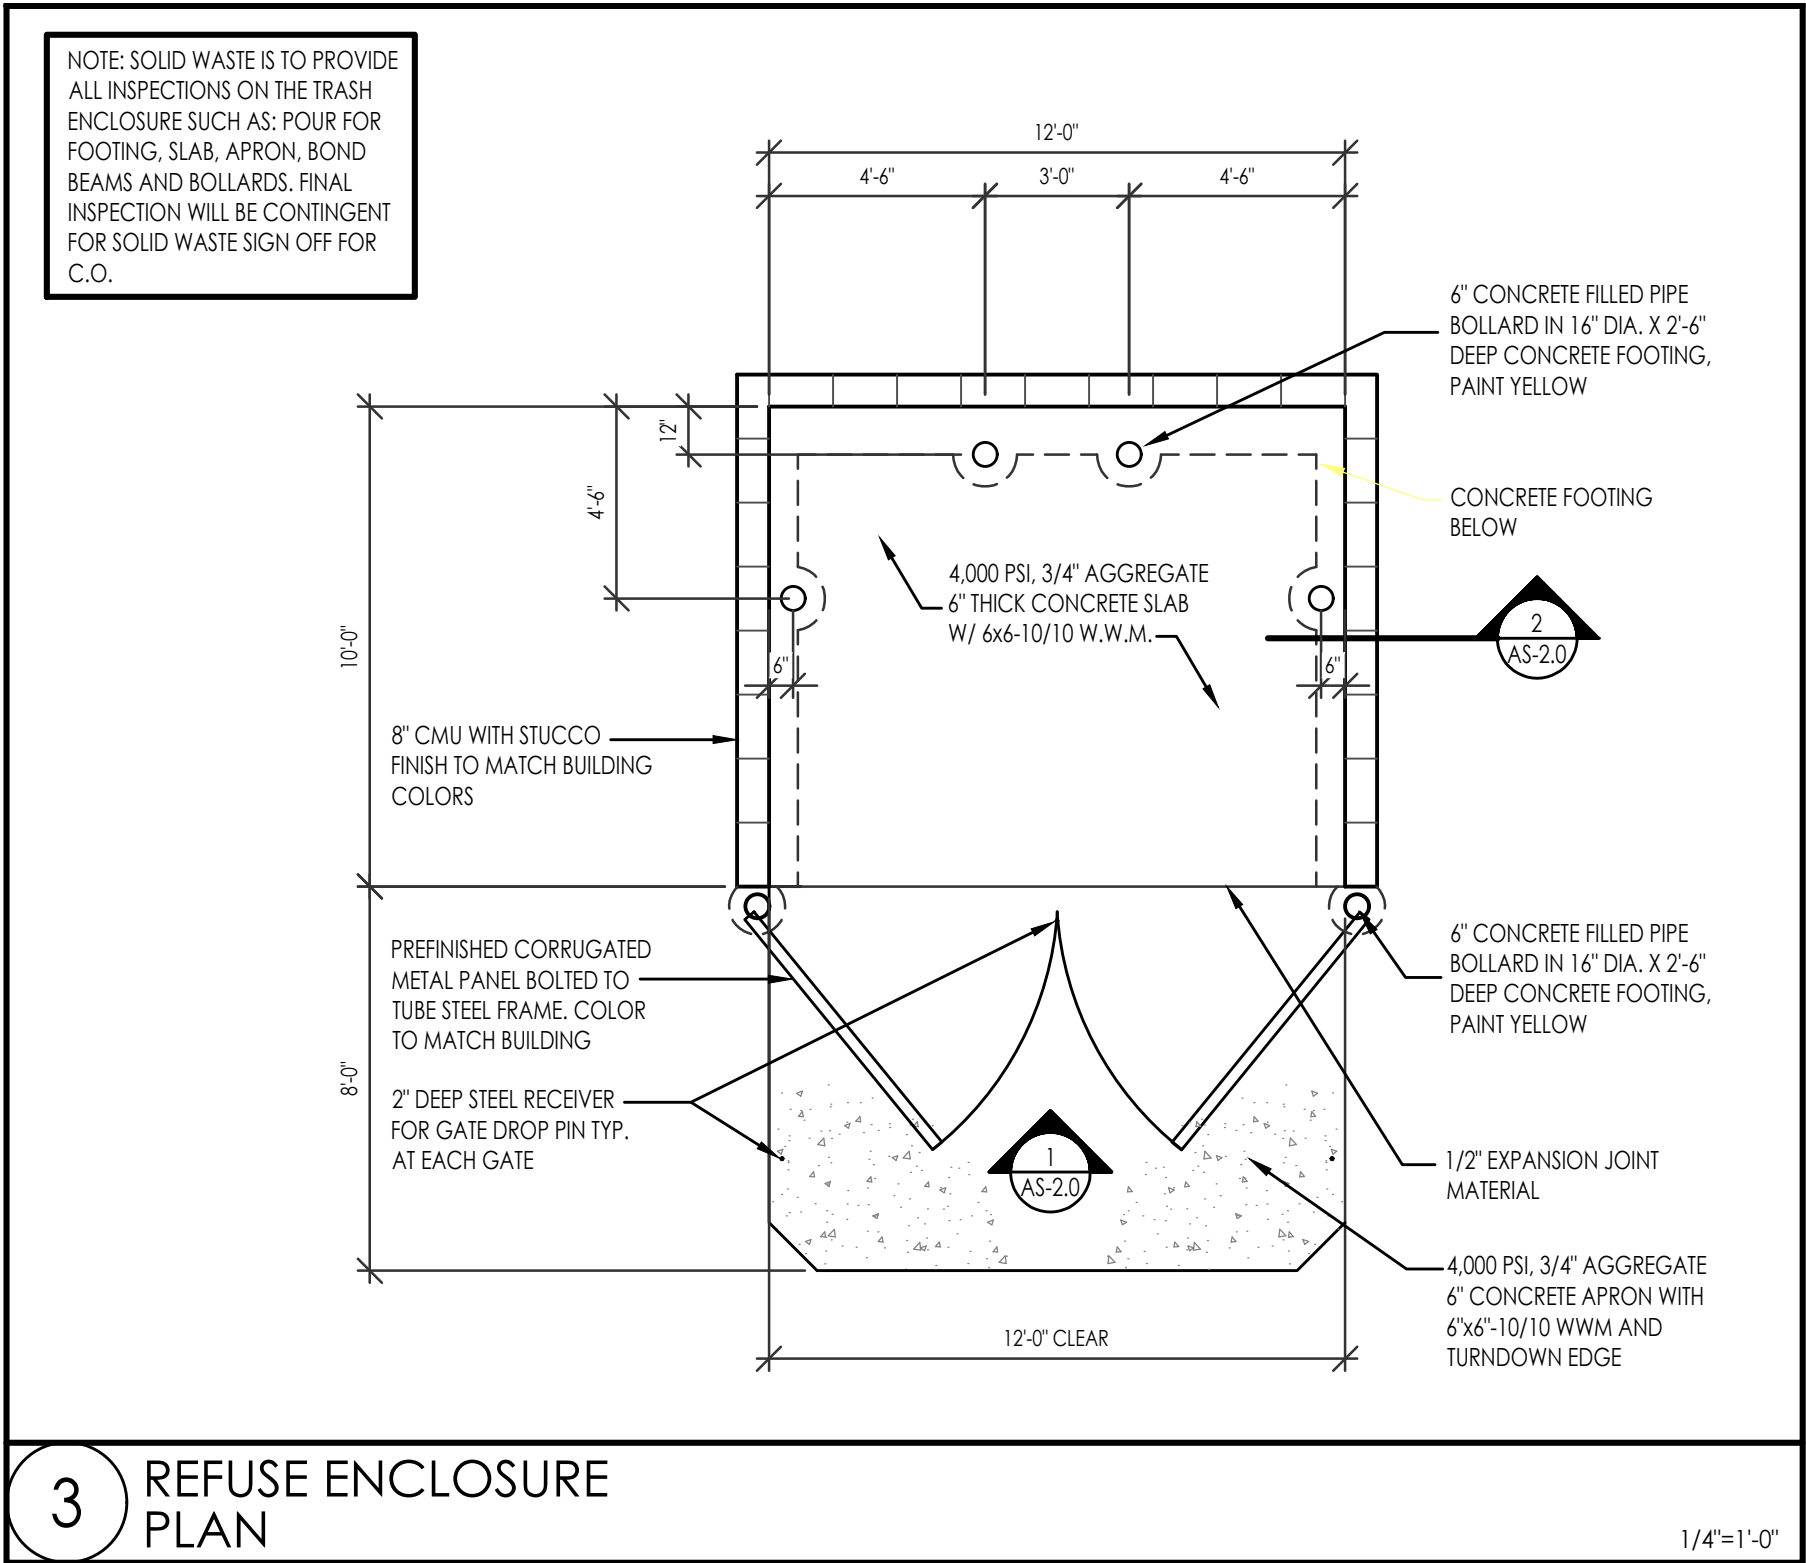 NOTE: SOLID WASTE IS TO PROVIDE
ALL INSPECTIONS ON THE TRASH
ENCLOSURE SUCH AS: POUR FOR
FOOTING, SLAB, APRON, BOND
BEAMS AND BOLLARDS. FINAL
INSPECTION WILL BE CONTINGENT
FOR SOLID WASTE SIGN OFF FOR
C.O.
12'-0"
4'-6"
3'-0"
4'-6"
6" CONCRETE FILLED PIPE
BOLLARD IN 16" DIA. X 2'-6"
DEEP CONCRETE FOOTING,
PAINT YELLOW
12"
4'-6"
10'-0"
CONCRETE FOOTING
BELOW
4,000 PSI, 3/4" AGGREGATE
6" THICK CONCRETE SLAB
W/ 6x6-10/10 W.W.M.
2
AS-2.0
6"
6"
8" CMU WITH STUCCO
FINISH TO MATCH BUILDING
COLORS
PREFINISHED CORRUGATED
METAL PANEL BOLTED TO
TUBE STEEL FRAME. COLOR
TO MATCH BUILDING
6" CONCRETE FILLED PIPE
BOLLARD IN 16" DIA. X 2'-6"
DEEP CONCRETE FOOTING,
PAINT YELLOW
8'-0"
2" DEEP STEEL RECEIVER
FOR GATE DROP PIN TYP.
AT EACH GATE
1
AS-2.0
1/2" EXPANSION JOINT
MATERIAL
4,000 PSI, 3/4" AGGREGATE
6" CONCRETE APRON WITH
6"x6"-10/10 WWM AND
TURNDOWN EDGE
12'-0" CLEAR
3
REFUSE ENCLOSURE
PLAN
1/4"=1'-0"